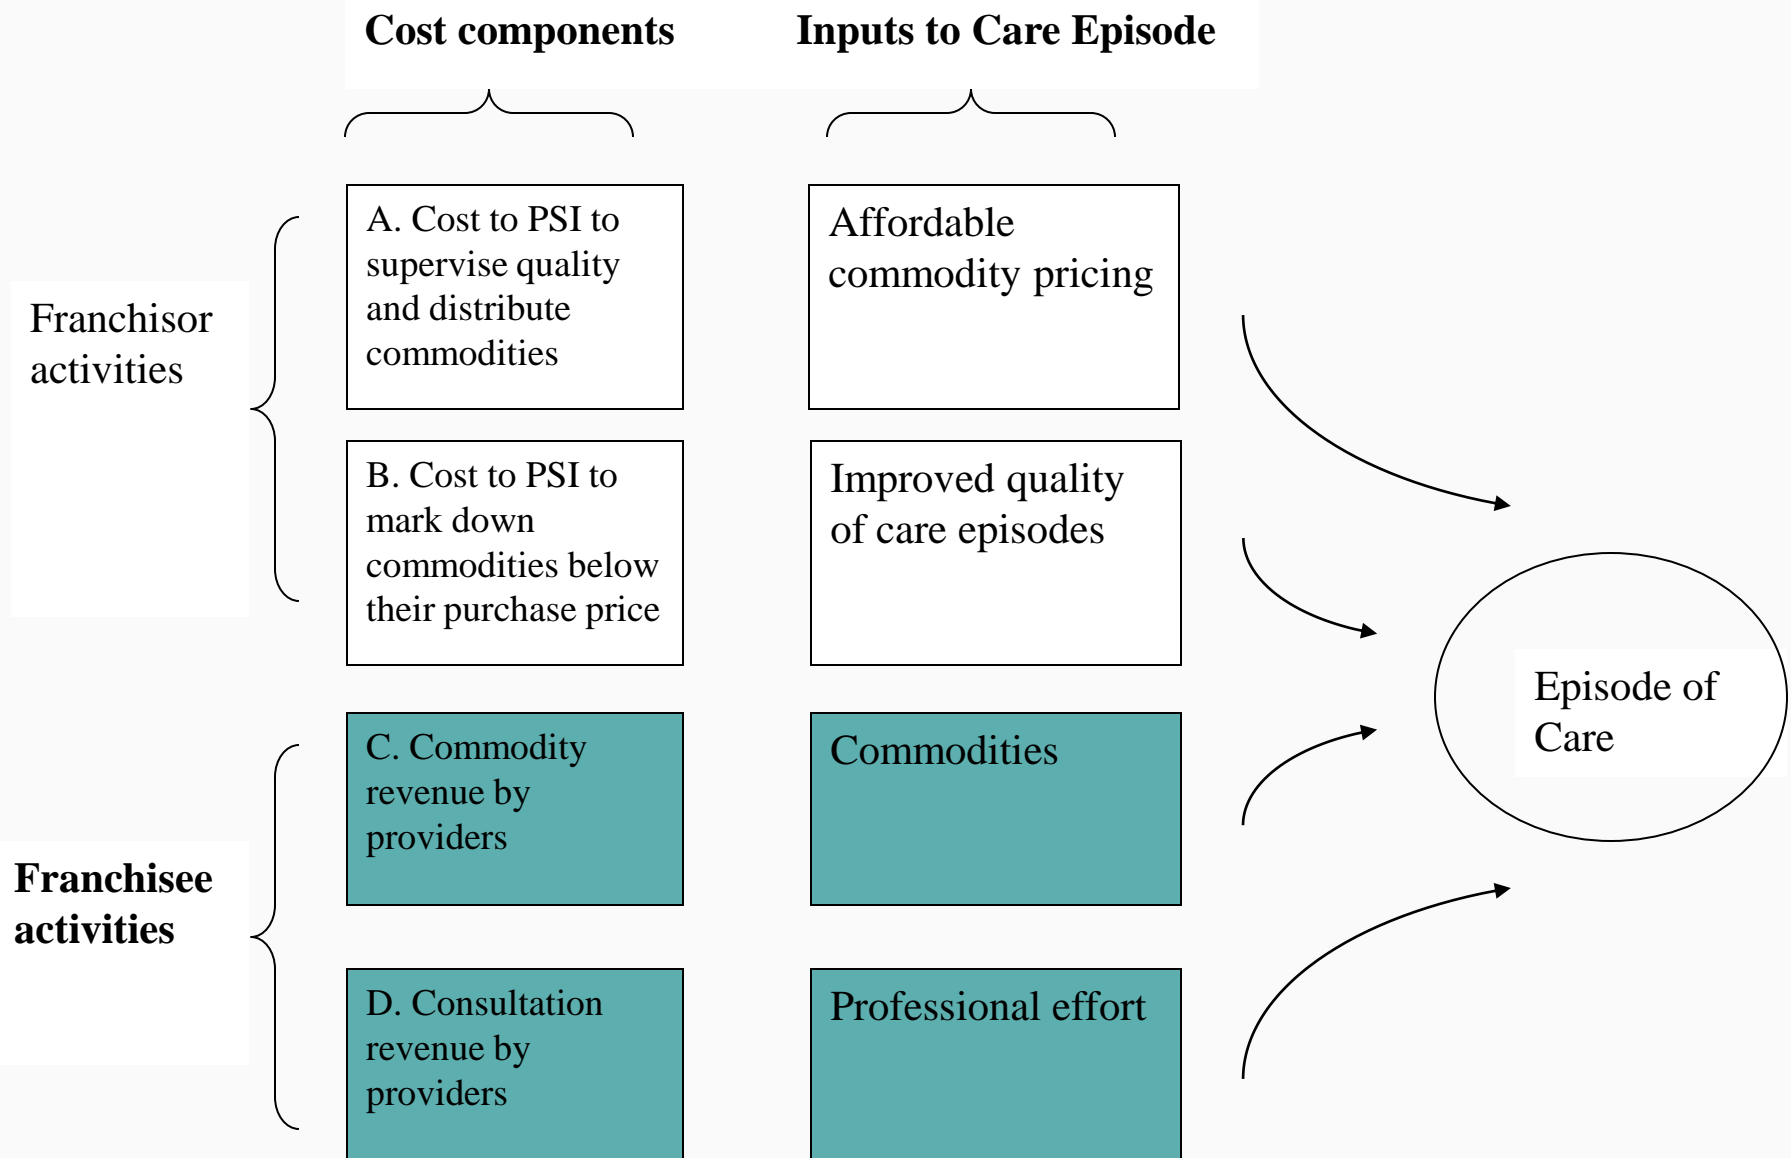 Cost components
Inputs to Care Episode
Franchisor
activities
A. Cost to PSI to
supervise quality
and distribute
commodities
Affordable
commodity pricing
B. Cost to PSI to
mark down
commodities below
their purchase price
Improved quality
of care episodes
Franchisee
activities
C. Commodity
revenue by
providers
Commodities
D. Consultation
revenue by
providers
Professional effort
Episode of
Care